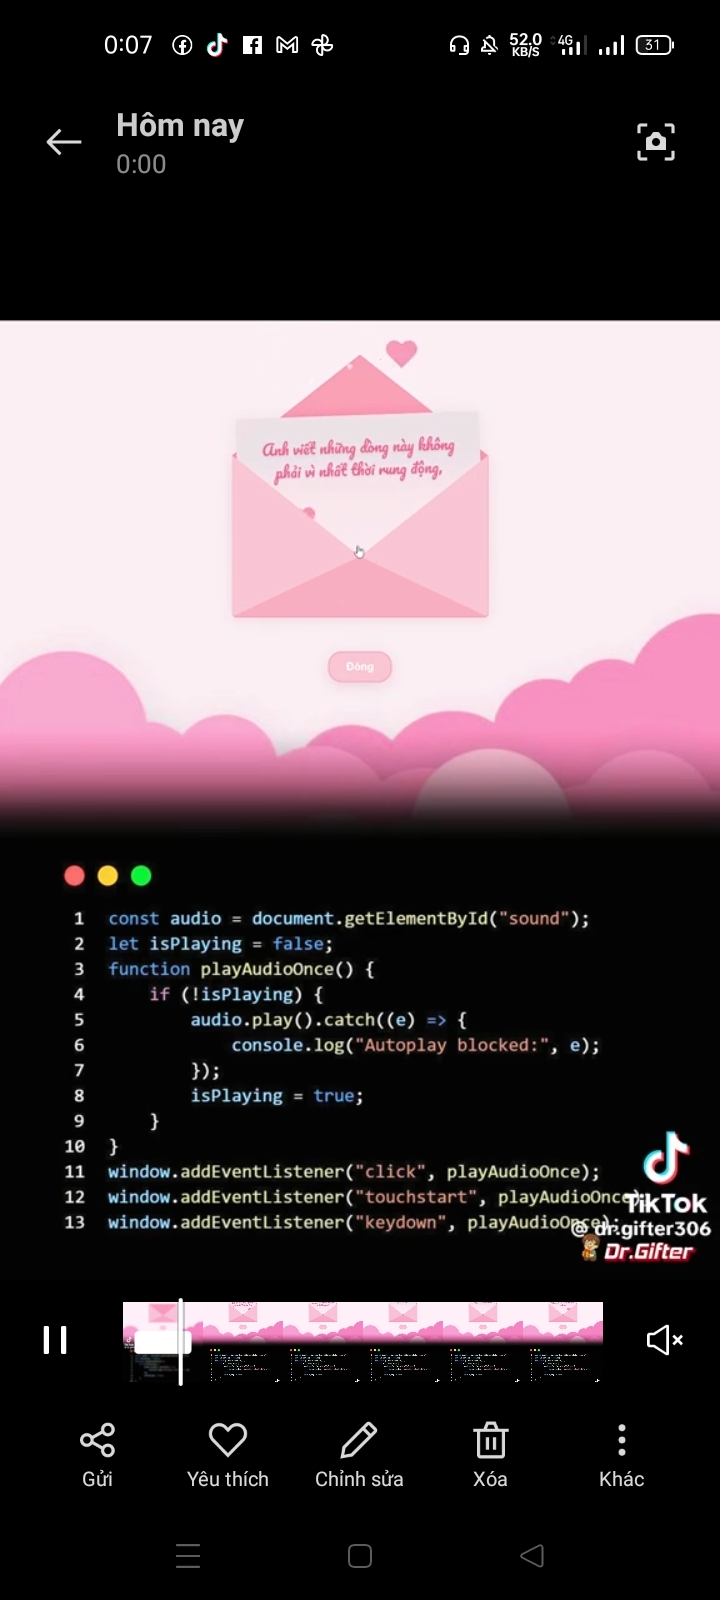 0:07
52.0
KB/S
4G
31
Hôm nay
0:00
Anh viết những dòng này không
phải vì nhất thời rung động,
Đóng
1 const audio = document.getElementById("sound");
2 let isPlaying = false;
3 function playAudioOnce() {
4 if (!isPlaying) {
5 audio.play().catch((e) => {
6 console.log("Autoplay blocked:", e);
7 });
8 isPlaying = true;
9 }
10 }
11 window.addEventListener("click", playAudioOnce);
12 window.addEventListener("touchstart", playAudioOnce);
13 window.addEventListener("keydown", playAudioOnce);
TikTok
@dr.gifter306
Dr.Gifter
Gửi
Yêu thích
Chỉnh sửa
Xóa
Khác